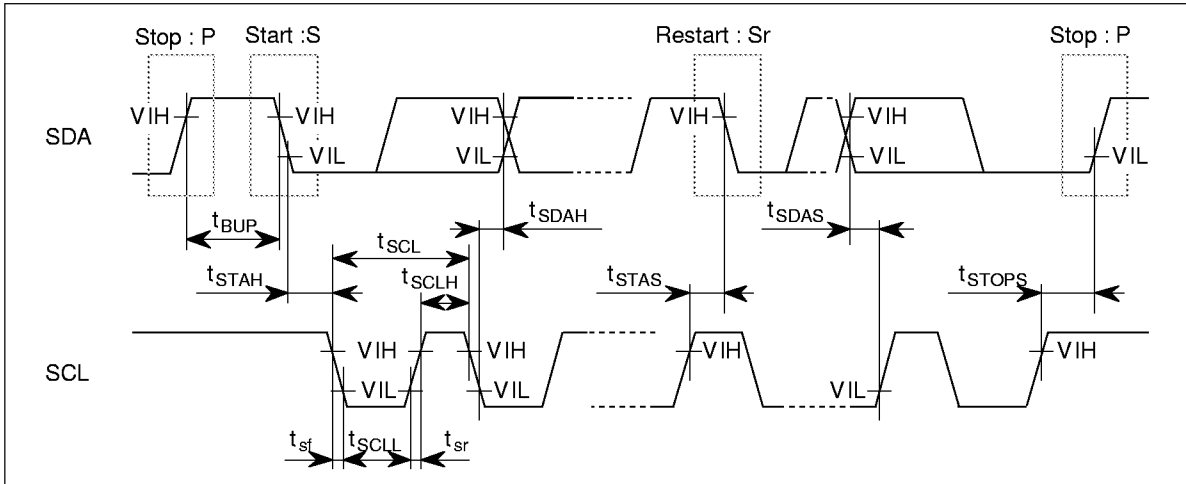 Stop : P
Start :S
Restart : Sr
Stop : P
SDA
VIH
VIH
VIL
VIH
VIL
VIH
VIH
VIL
VIL
tBUP
tSCL
tSDAH
tSDAS
tSTAH
tSCLH
tSTAS
tSTOPS
SCL
VIH
VIL
VIH
VIH
VIL
VIH
VIL
VIH
tsf
tSCLL
tsr